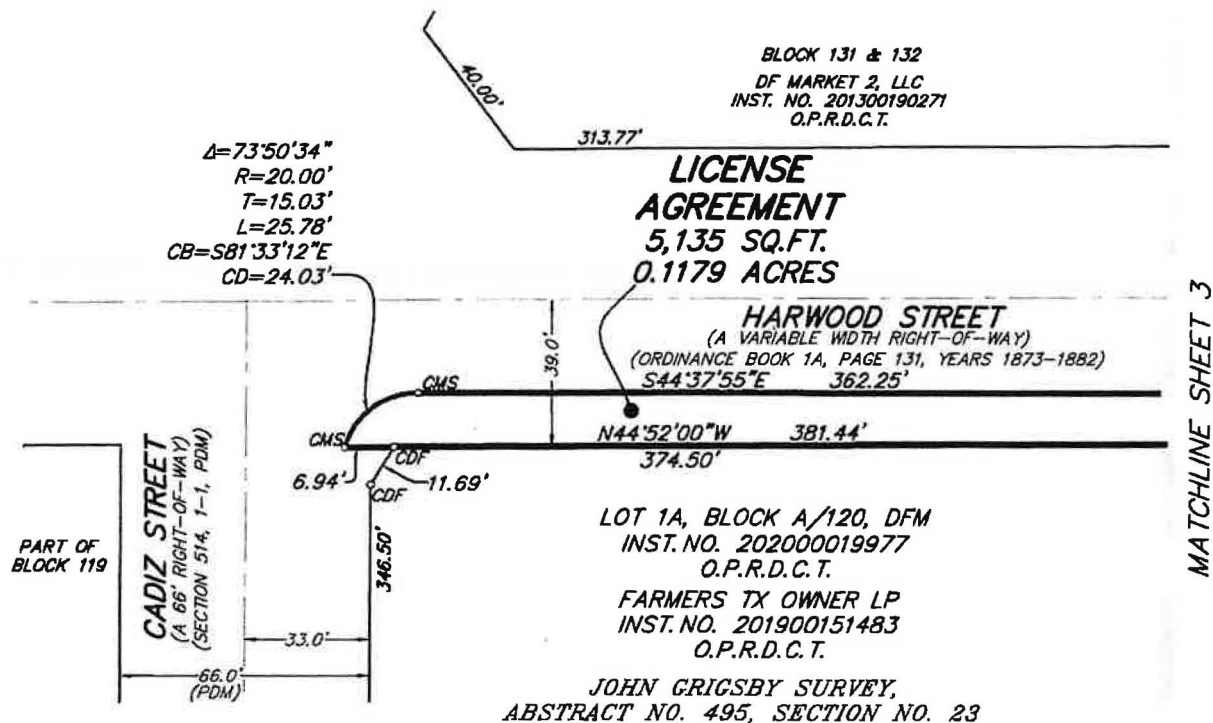 BLOCK 131 & 132
DF MARKET 2, LLC
INST. NO. 201300190271
O.P.R.D.C.T.
40.00'
313.77'
Δ=73°50'34"
R=20.00'
T=15.03'
L=25.78'
CB=S81°33'12"E
CD=24.03'
LICENSE
AGREEMENT
5,135 SQ.FT.
0.1179 ACRES
HARWOOD STREET
(A VARIABLE WIDTH RIGHT-OF-WAY)
(ORDINANCE BOOK 1A, PAGE 131, YEARS 1873-1882)
39.0'
S44°37'55"E 362.25'
CMS
N44°52'00"W 381.44'
CMS
CDF
374.50'
6.94'
11.69'
CDF
346.50'
CADIZ STREET
(A 66' RIGHT-OF-WAY)
(SECTION 514, 1-1, PDM)
PART OF
BLOCK 119
33.0'
66.0'
(PDM)
LOT 1A, BLOCK A/120, DFM
INST. NO. 202000019977
O.P.R.D.C.T.
FARMERS TX OWNER LP
INST. NO. 201900151483
O.P.R.D.C.T.
JOHN GRIGSBY SURVEY,
ABSTRACT NO. 495, SECTION NO. 23
MATCHLINE SHEET 3